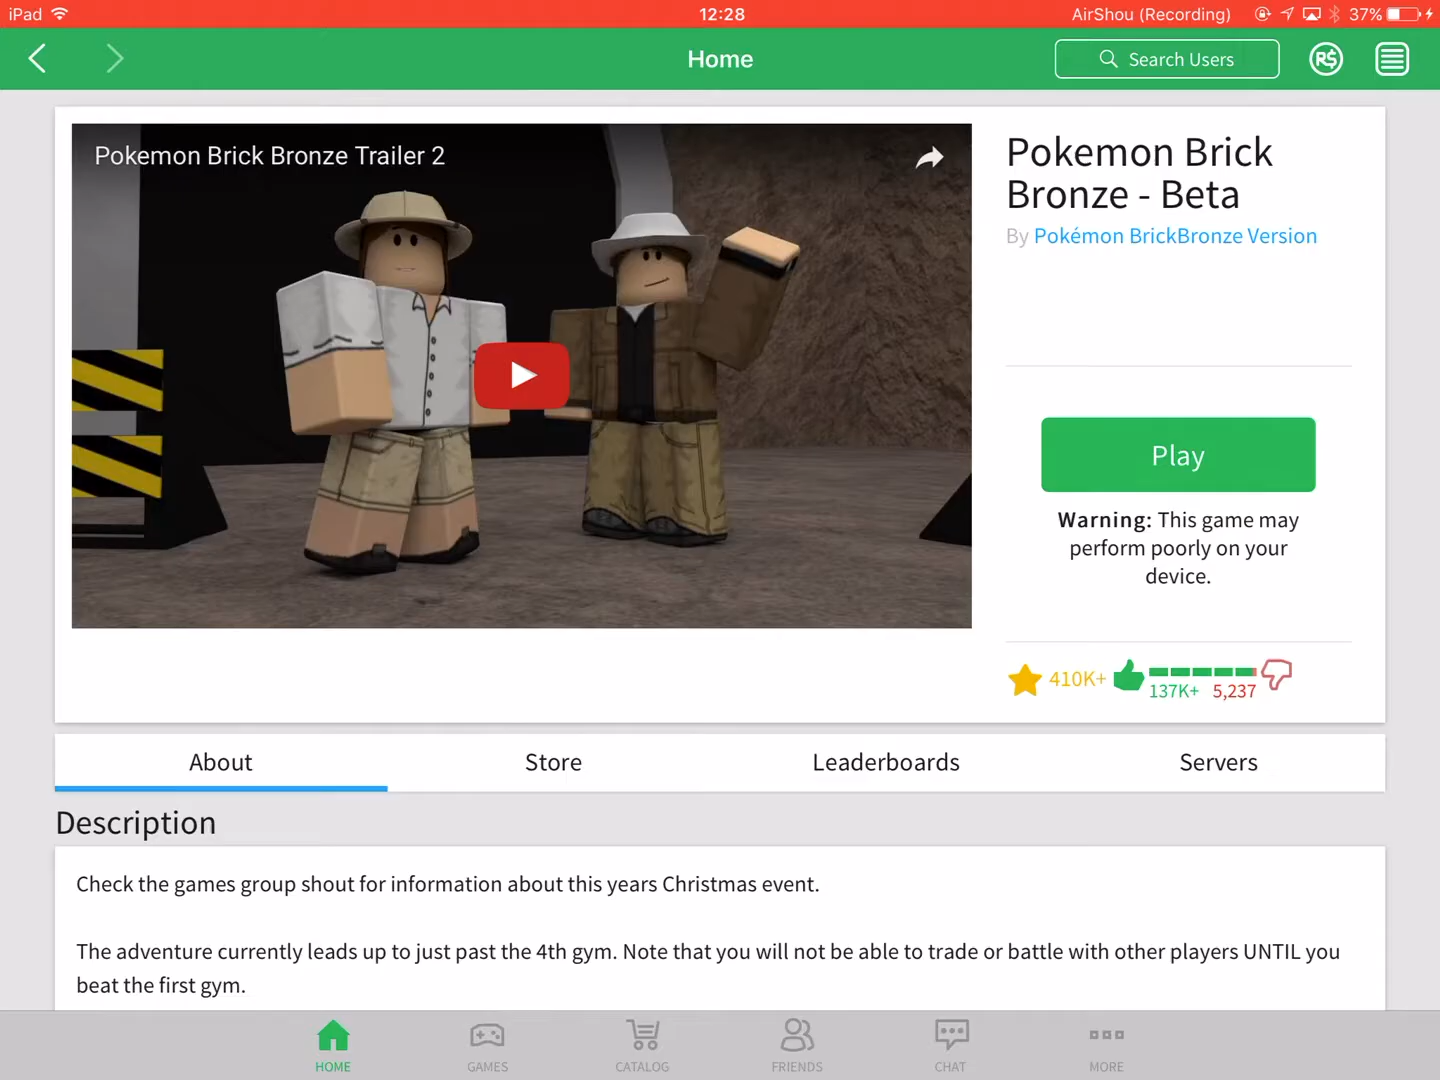 iPad
12:28
AirShou (Recording)
37%
Home
Search Users
R$
Pokemon Brick Bronze Trailer 2
Pokemon Brick
Bronze - Beta
By Pokémon BrickBronze Version
Play
Warning: This game may
perform poorly on your
device.
410K+
137K+
5,237
About
Store
Leaderboards
Servers
Description
Check the games group shout for information about this years Christmas event.
The adventure currently leads up to just past the 4th gym. Note that you will not be able to trade or battle with other players UNTIL you
beat the first gym.
HOME
GAMES
CATALOG
FRIENDS
CHAT
MORE